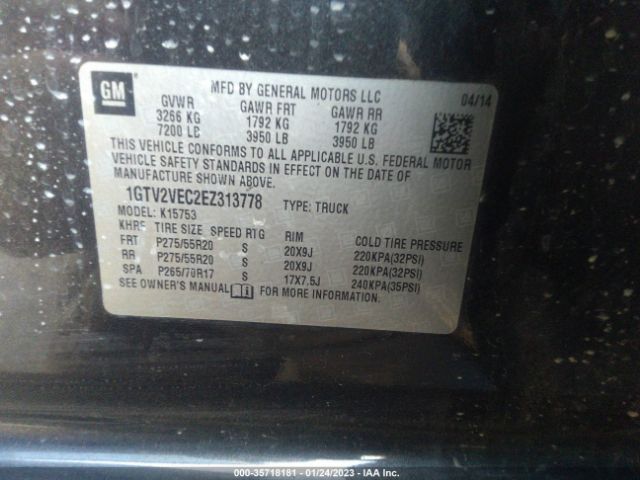 GM
MFD BY GENERAL MOTORS LLC
04/14
GVWR GAWR FRT GAWR RR
3266 KG 1792 KG 1792 KG
7200 LB 3950 LB 3950 LB
THIS VEHICLE CONFORMS TO ALL APPLICABLE U.S. FEDERAL MOTOR
VEHICLE SAFETY STANDARDS IN EFFECT ON THE DATE OF
MANUFACTURE SHOWN ABOVE.
1GTV2VEC2EZ313778 TYPE: TRUCK
MODEL: K15753
KHRE TIRE SIZE SPEED RTG RIM COLD TIRE PRESSURE
FRT P275/55R20 S 20X9J 220KPA(32PSI)
RR P275/55R20 S 20X9J 220KPA(32PSI)
SPA P265/70R17 S 17X7.5J 240KPA(35PSI)
SEE OWNER'S MANUAL FOR MORE INFORMATION.
000-35718181 - 01/24/2023 - IAA Inc.